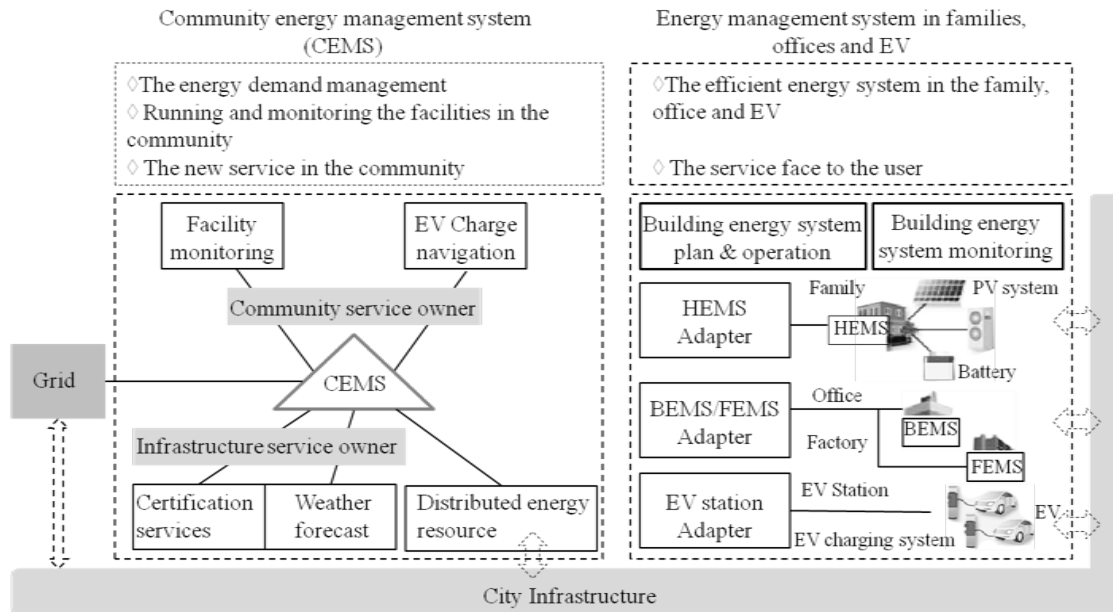 Community energy management system
(CEMS)
◊The energy demand management
◊ Running and monitoring the facilities in the
community
◊ The new service in the community
Facility
monitoring
EV Charge
navigation
Community service owner
Grid
CEMS
Infrastructure service owner
Certification
services
Weather
forecast
Distributed energy
resource
Energy management system in families,
offices and EV
◊The efficient energy system in the family,
office and EV
◊ The service face to the user
Building energy system
plan & operation
Building energy
system monitoring
HEMS
Adapter
Family
PV system
HEMS
Battery
BEMS/FEMS
Adapter
Office
BEMS
Factory
FEMS
EV station
Adapter
EV Station
EV
EV charging system
City Infrastructure